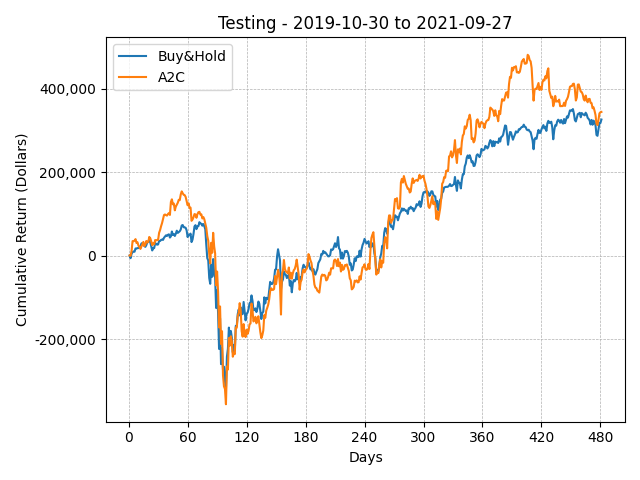 Testing - 2019-10-30 to 2021-09-27
Buy&Hold
A2C
Cumulative Return (Dollars)
400,000
200,000
0
-200,000
0 60 120 180 240 300 360 420 480
Days